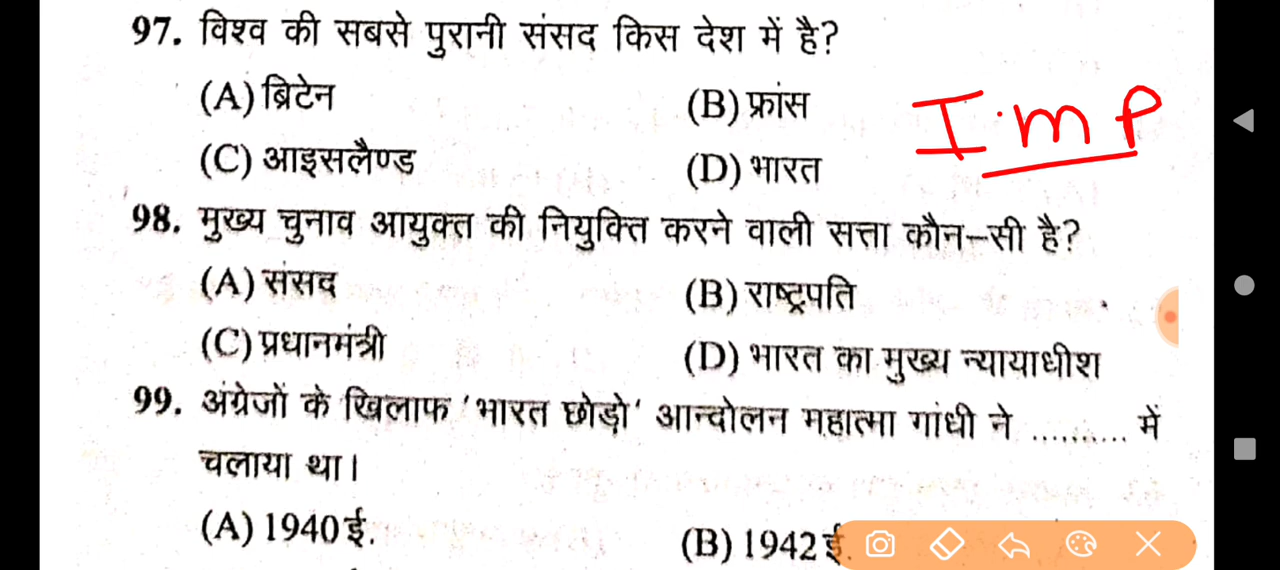 97. विश्व की सबसे पुरानी संसद किस देश में है?
(A) ब्रिटेन (B) फ्रांस
I.mp
(C) आइसलैण्ड (D) भारत
98. मुख्य चुनाव आयुक्त की नियुक्ति करने वाली सत्ता कौन-सी है?
(A) संसद (B) राष्ट्रपति
(C) प्रधानमंत्री (D) भारत का मुख्य न्यायाधीश
99. अंग्रेजों के खिलाफ 'भारत छोड़ो' आन्दोलन महात्मा गांधी ने .......... में
चलाया था।
(A) 1940 ई. (B) 1942 ई.